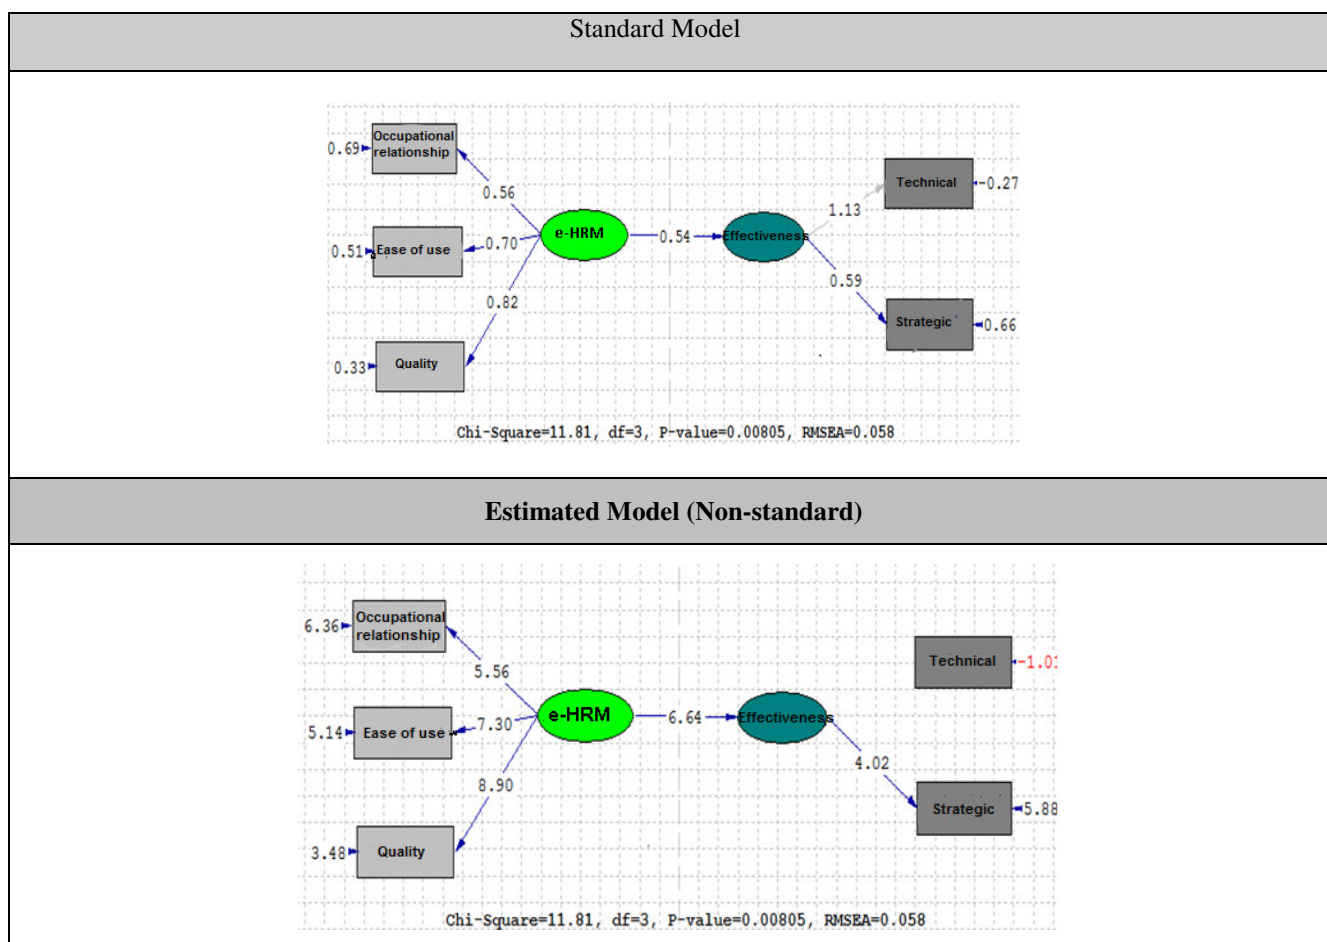 Standard Model
Occupational
relationship
0.69
0.56
Technical
-0.27
1.13
e-HRM
0.54
Effectiveness
Ease of use
0.51
0.70
0.59
0.82
Strategic
0.66
Quality
0.33
Chi-Square=11.81, df=3, P-value=0.00805, RMSEA=0.058
Estimated Model (Non-standard)
Occupational
relationship
6.36
5.56
Technical
-1.01
e-HRM
6.64
Effectiveness
Ease of use
5.14
7.30
4.02
8.90
Strategic
5.88
Quality
3.48
Chi-Square=11.81, df=3, P-value=0.00805, RMSEA=0.058